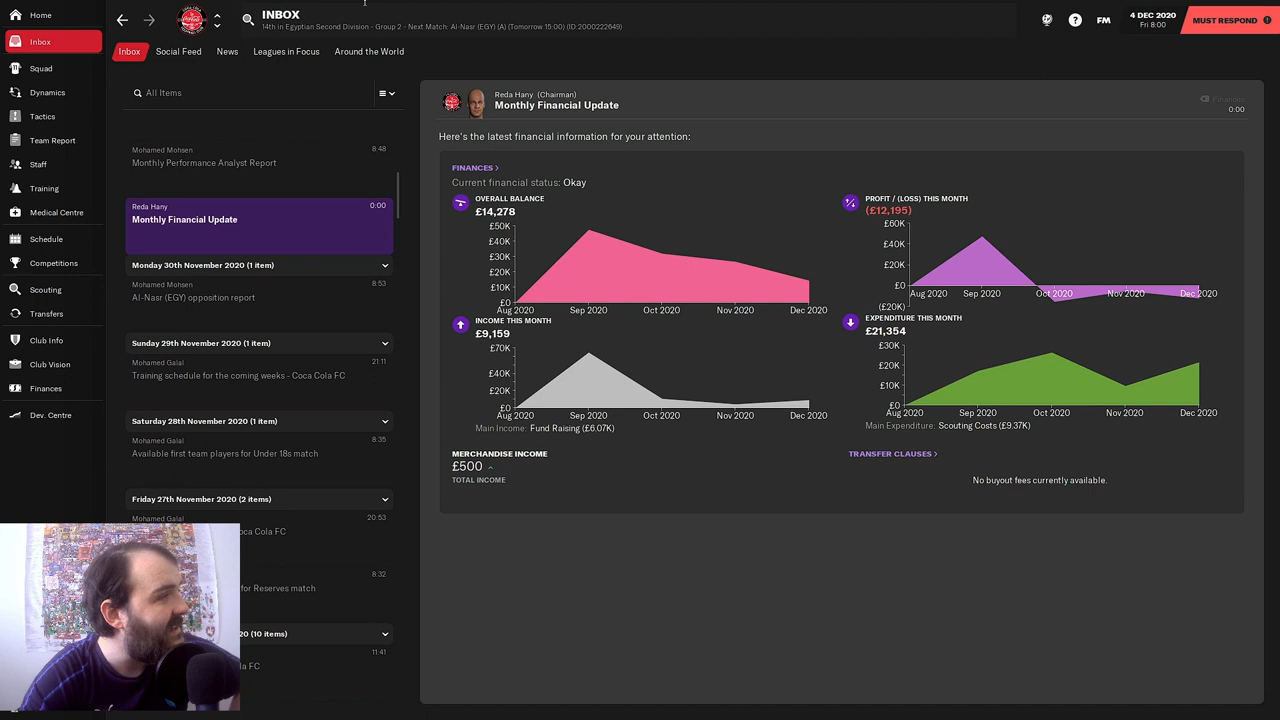 Home
Inbox
Squad
Dynamics
Tactics
Team Report
Staff
Training
Medical Centre
Schedule
Competitions
Scouting
Transfers
Club Info
Club Vision
Finances
Dev. Centre
INBOX
14th in Egyptian Second Division - Group 2 - Next Match: Al-Nasr (EGY) (A) (Tomorrow 15:00) (ID:2000222649)
FM
4 DEC 2020
Fri 8:00
MUST RESPOND
Inbox
Social Feed
News
Leagues in Focus
Around the World
All Items
Mohamed Mohsen
8:48
Monthly Performance Analyst Report
Reda Hany
0:00
Monthly Financial Update
Monday 30th November 2020 (1 item)
Mohamed Mohsen
8:53
Al-Nasr (EGY) opposition report
Sunday 29th November 2020 (1 item)
Mohamed Galal
21:11
Training schedule for the coming weeks - Coca Cola FC
Saturday 28th November 2020 (1 item)
Mohamed Galal
8:35
Available first team players for Under 18s match
Friday 27th November 2020 (2 items)
Mohamed Galal
20:53
oca Cola FC
8:32
for Reserves match
20 (10 items)
11:41
la FC
Reda Hany (Chairman)
Monthly Financial Update
Finances
0:00
Here's the latest financial information for your attention:
FINANCES >
Current financial status: Okay
OVERALL BALANCE
£14,278
£50K
£40K
£30K
£20K
£10K
£0
Aug 2020
Sep 2020
Oct 2020
Nov 2020
Dec 2020
PROFIT / (LOSS) THIS MONTH
(£12,195)
£60K
£40K
£20K
£0
(£20K)
Aug 2020
Sep 2020
Oct 2020
Nov 2020
Dec 2020
INCOME THIS MONTH
£9,159
£70K
£40K
£20K
£0
Aug 2020
Sep 2020
Oct 2020
Nov 2020
Dec 2020
Main Income: Fund Raising (£6.07K)
EXPENDITURE THIS MONTH
£21,354
£30K
£20K
£10K
£0
Aug 2020
Sep 2020
Oct 2020
Nov 2020
Dec 2020
Main Expenditure: Scouting Costs (£9.37K)
MERCHANDISE INCOME
£500
TOTAL INCOME
TRANSFER CLAUSES >
No buyout fees currently available.